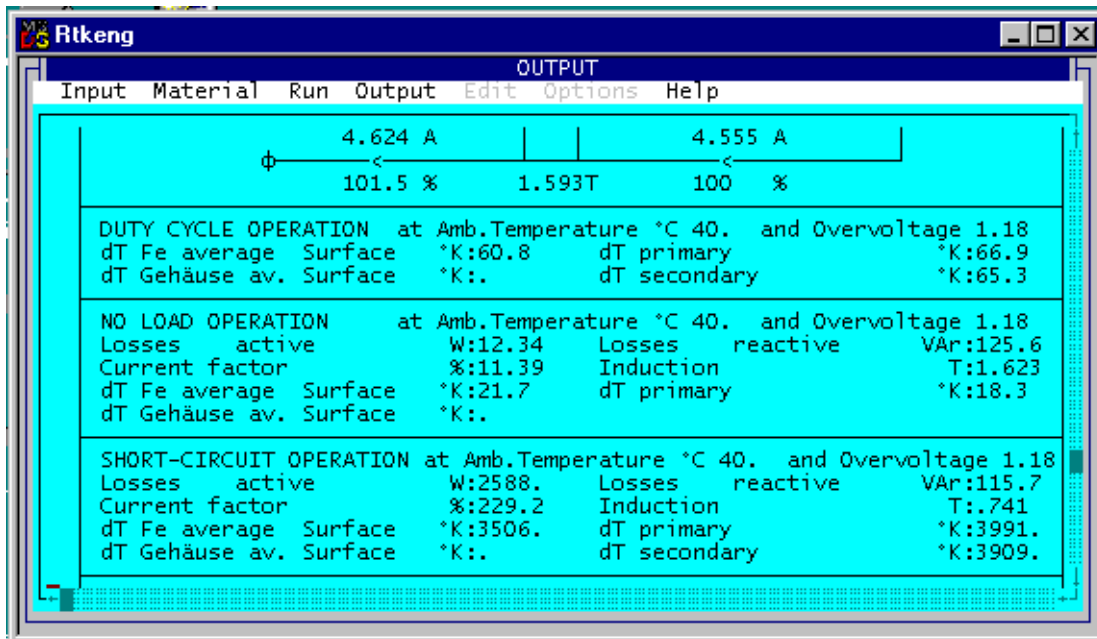 Rtkeng
OUTPUT
Input Material Run Output Edit Options Help
4.624 A 4.555 A
101.5 % 1.593T 100 %
DUTY CYCLE OPERATION at Amb.Temperature °C 40. and Overvoltage 1.18
dT Fe average Surface °K:60.8 dT primary °K:66.9
dT Gehäuse av. Surface °K:. dT secondary °K:65.3
NO LOAD OPERATION at Amb.Temperature °C 40. and Overvoltage 1.18
Losses active W:12.34 Losses reactive VAr:125.6
Current factor %:11.39 Induction T:1.623
dT Fe average Surface °K:21.7 dT primary °K:18.3
dT Gehäuse av. Surface °K:.
SHORT-CIRCUIT OPERATION at Amb.Temperature °C 40. and Overvoltage 1.18
Losses active W:2588. Losses reactive VAr:115.7
Current factor %:229.2 Induction T:.741
dT Fe average Surface °K:3506. dT primary °K:3991.
dT Gehäuse av. Surface °K:. dT secondary °K:3909.